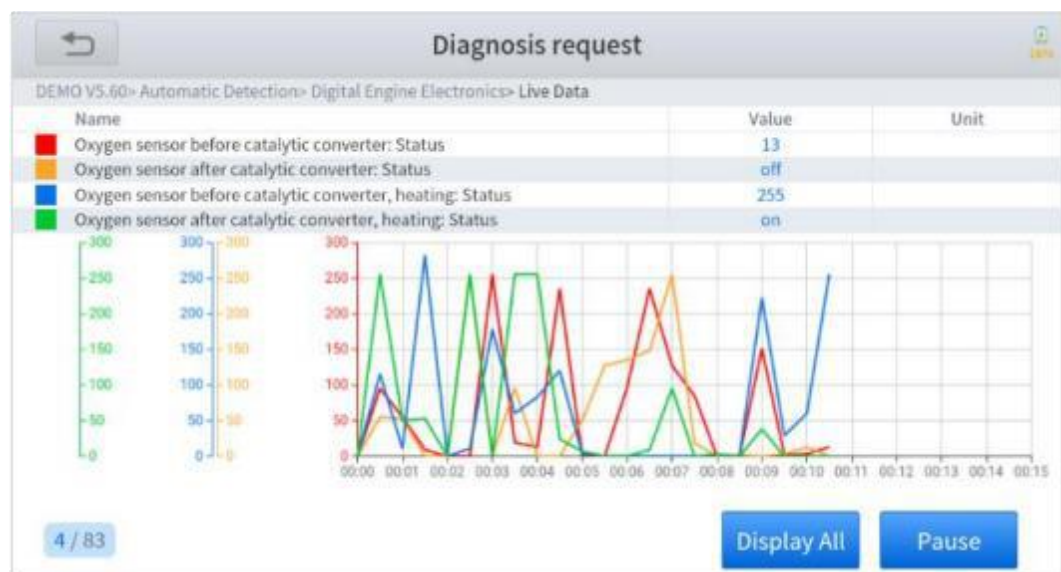 Diagnosis request
DEMO V5.60> Automatic Detection> Digital Engine Electronics> Live Data
Name Value Unit
Oxygen sensor before catalytic converter: Status 13
Oxygen sensor after catalytic converter: Status off
Oxygen sensor before catalytic converter, heating: Status 255
Oxygen sensor after catalytic converter, heating: Status on
300 300 300 300
250 250 250 250
200 200 200 200
150 150 150 150
100 100 100 100
50 50 50 50
0 0 0 0
00:00 00:01 00:02 00:03 00:04 00:05 00:06 00:07 00:08 00:09 00:10 00:11 00:12 00:13 00:14 00:15
4 / 83 Display All Pause